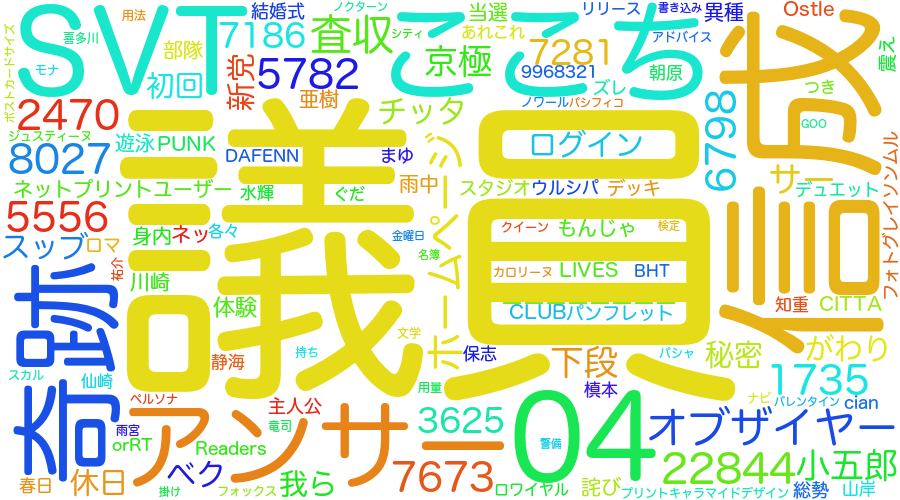 SVT
ここち
議員
信
成
奇跡
アンサー
04
用法
喜多川
モナ
ポストカードサイズ
部隊
初回
結婚式
7186
ノクターン
シティ
査収
当選
あれこれ
京極
リリース
書き込み
異種
アドバイス
Ostle
7281
9968321
ズレ
朝原
震え
つき
GOO
新党
5782
亜樹
2470
ジュスティーヌ
8027
遊泳
PUNK
DAFENN
まゆ
チッタ
ホームページ
ノワール
パシフィコ
ログイン
6798
サー
デュエット
フォトグレイソンムル
ネットプリントユーザー
水輝
ぐだ
雨中
スタジオ
ウルシパ
デッキ
5556
スップ
ロマ
身内
ネッ
各々
金曜日
名簿
クイーン
もんじゃ
検定
カロリーヌ
LIVES
BHT
CLUB
パンフレット
祐介
川崎
体験
知重
CITTA
がわり
静海
持ち
文学
保志
下段
パシャ
秘密
1735
スカル
仙崎
ペルソナ
主人公
竜司
用量
槙本
ナビ
バレンタイン
cian
3625
オブザイヤー
雨宮
orRT
Readers
ベク
我ら
7673
警備
22844
小五郎
春日
休日
掛け
フォックス
ロワイヤル
詫び
プリントキャラマイドデザイン
総勢
山岸